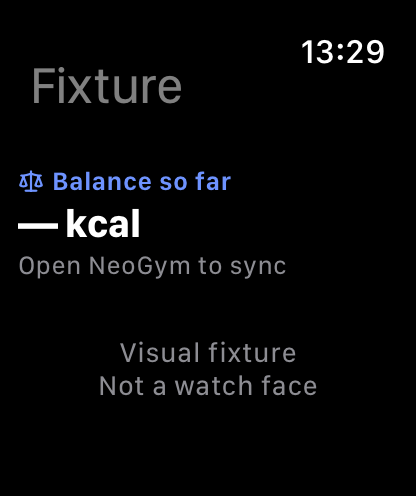 13:29
Fixture
Balance so far
— kcal
Open NeoGym to sync
Visual fixture
Not a watch face